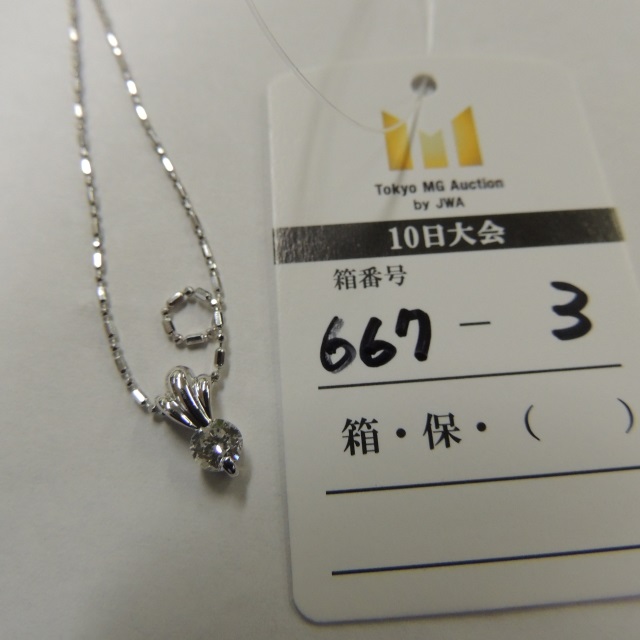 Tokyo MG Auction
by JWA
10日大会
箱番号
667 - 3
箱・保・(　　)